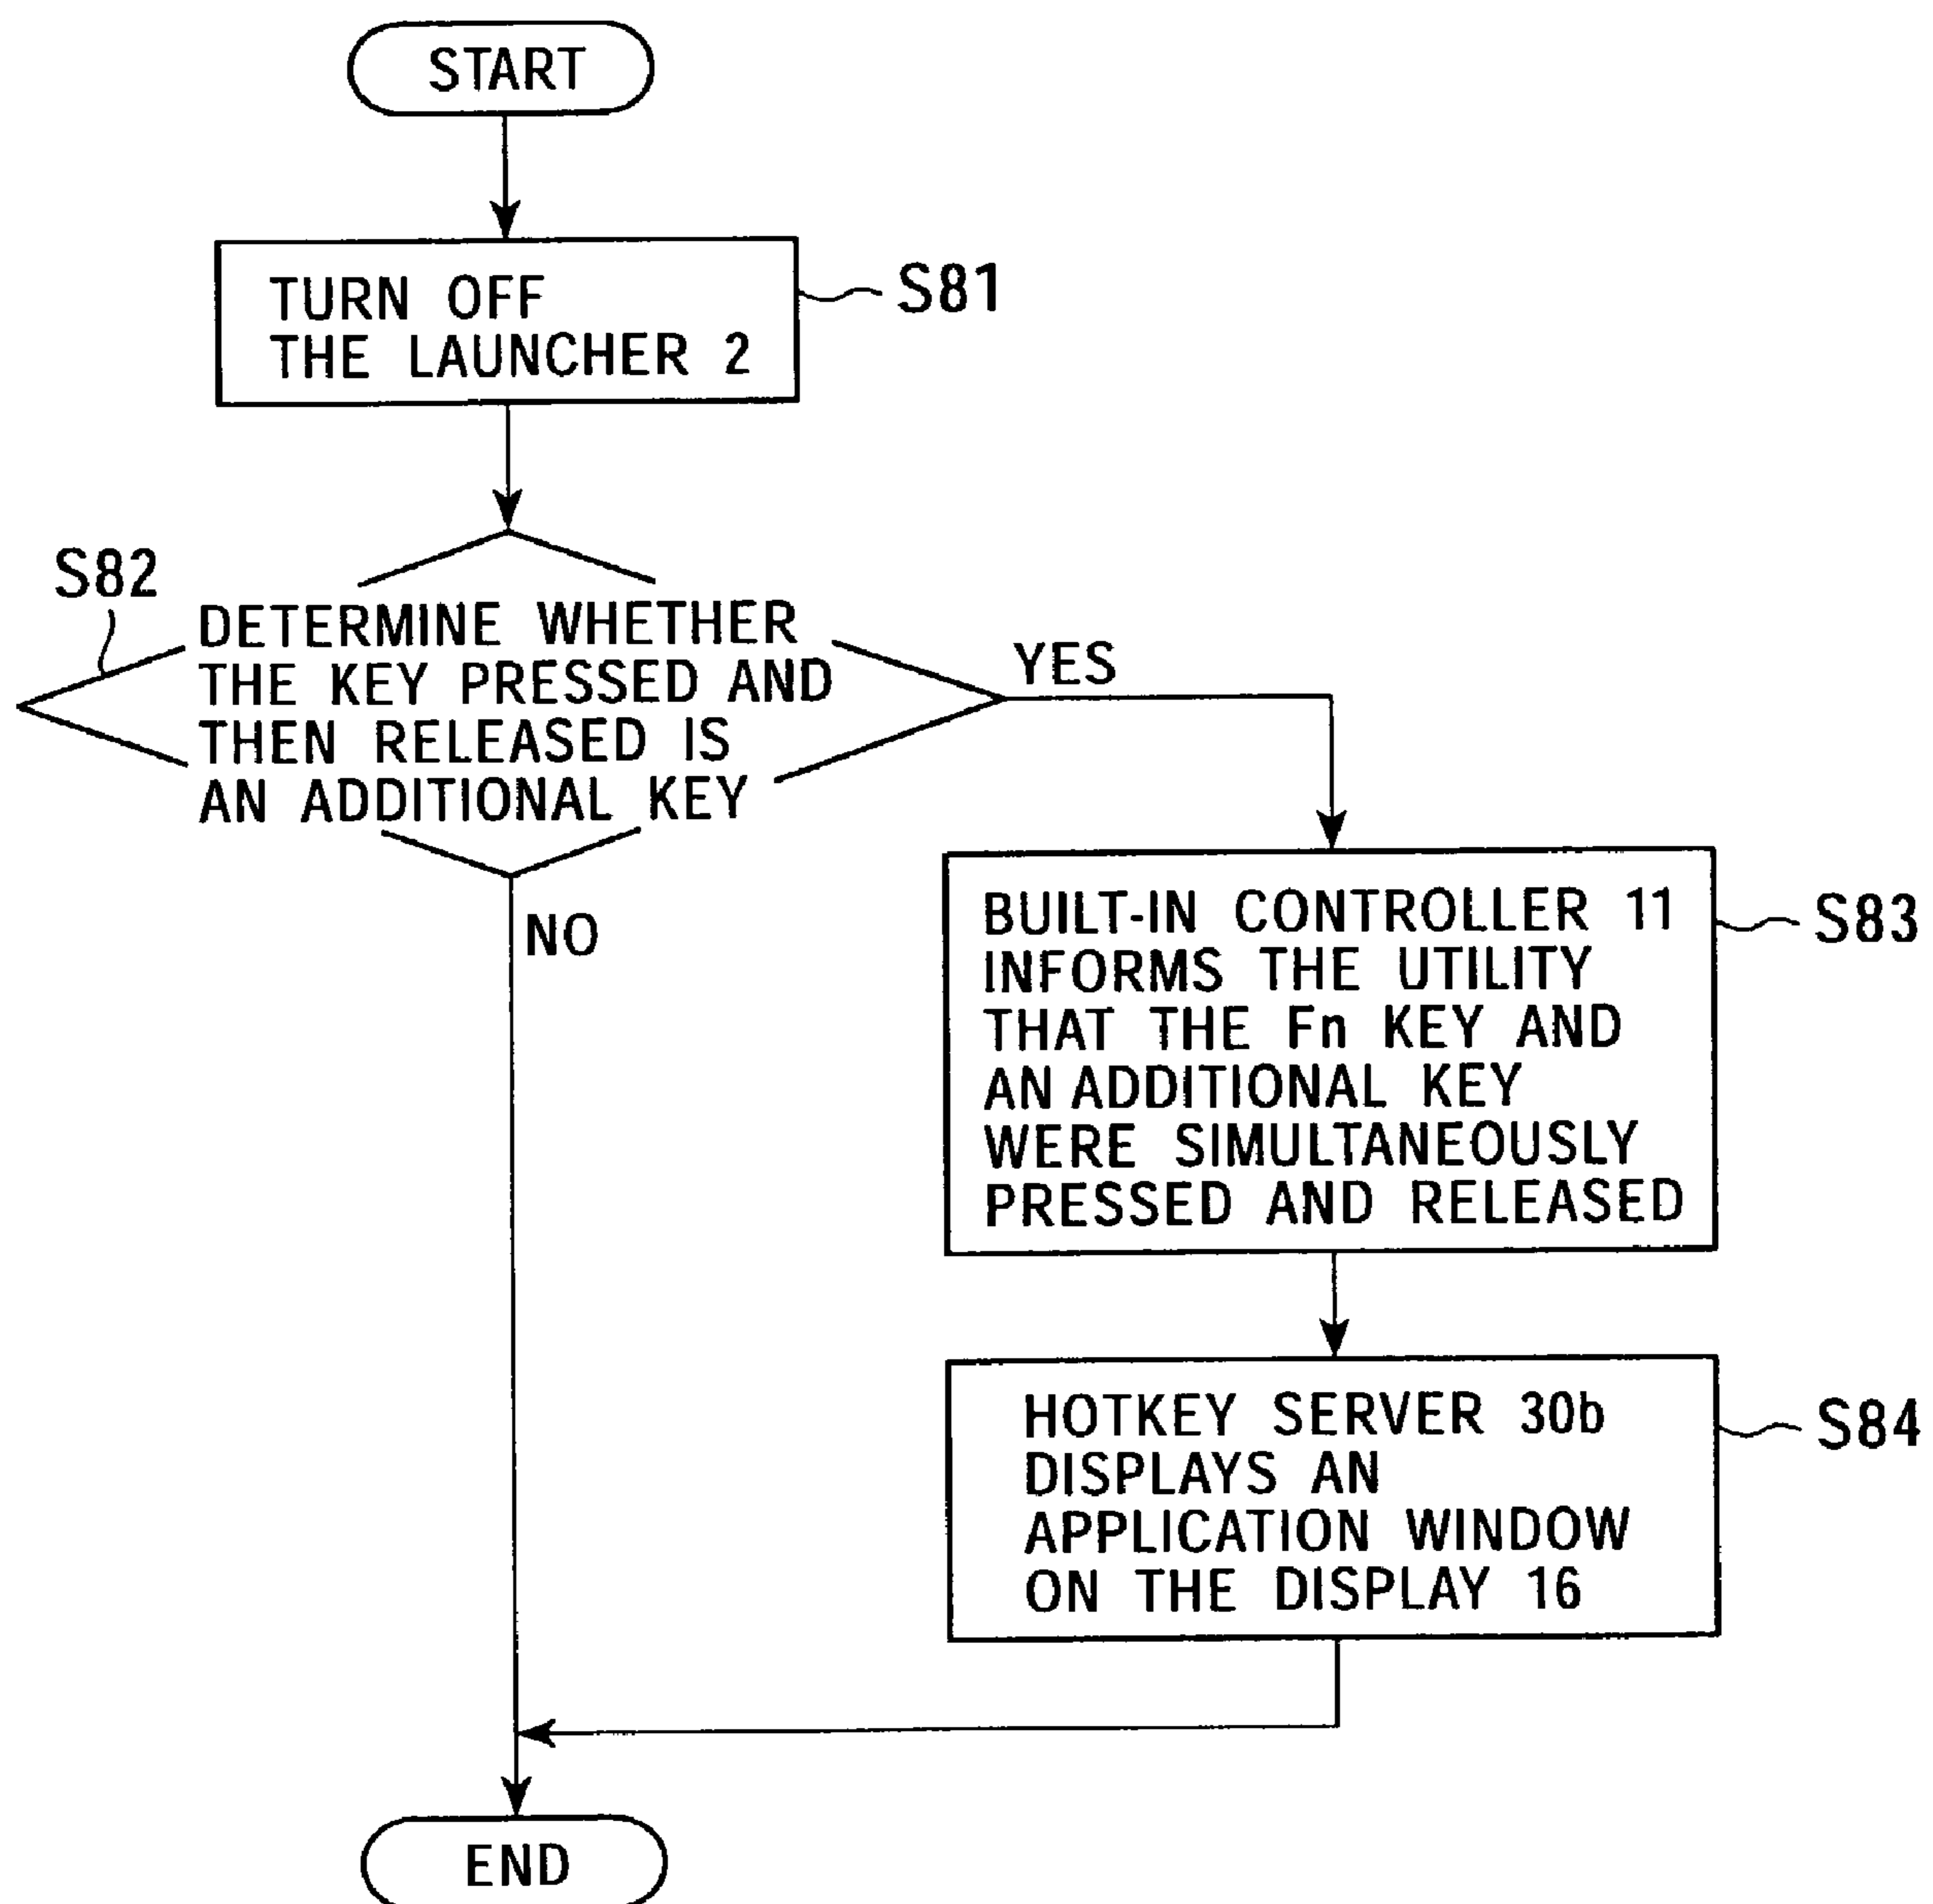 START
TURN OFF
THE LAUNCHER 2
S81
S82
DETERMINE WHETHER
THE KEY PRESSED AND
THEN RELEASED IS
AN ADDITIONAL KEY
YES
NO
BUILT-IN CONTROLLER 11
INFORMS THE UTILITY
THAT THE Fn KEY AND
AN ADDITIONAL KEY
WERE SIMULTANEOUSLY
PRESSED AND RELEASED
S83
HOTKEY SERVER 30b
DISPLAYS AN
APPLICATION WINDOW
ON THE DISPLAY 16
S84
END